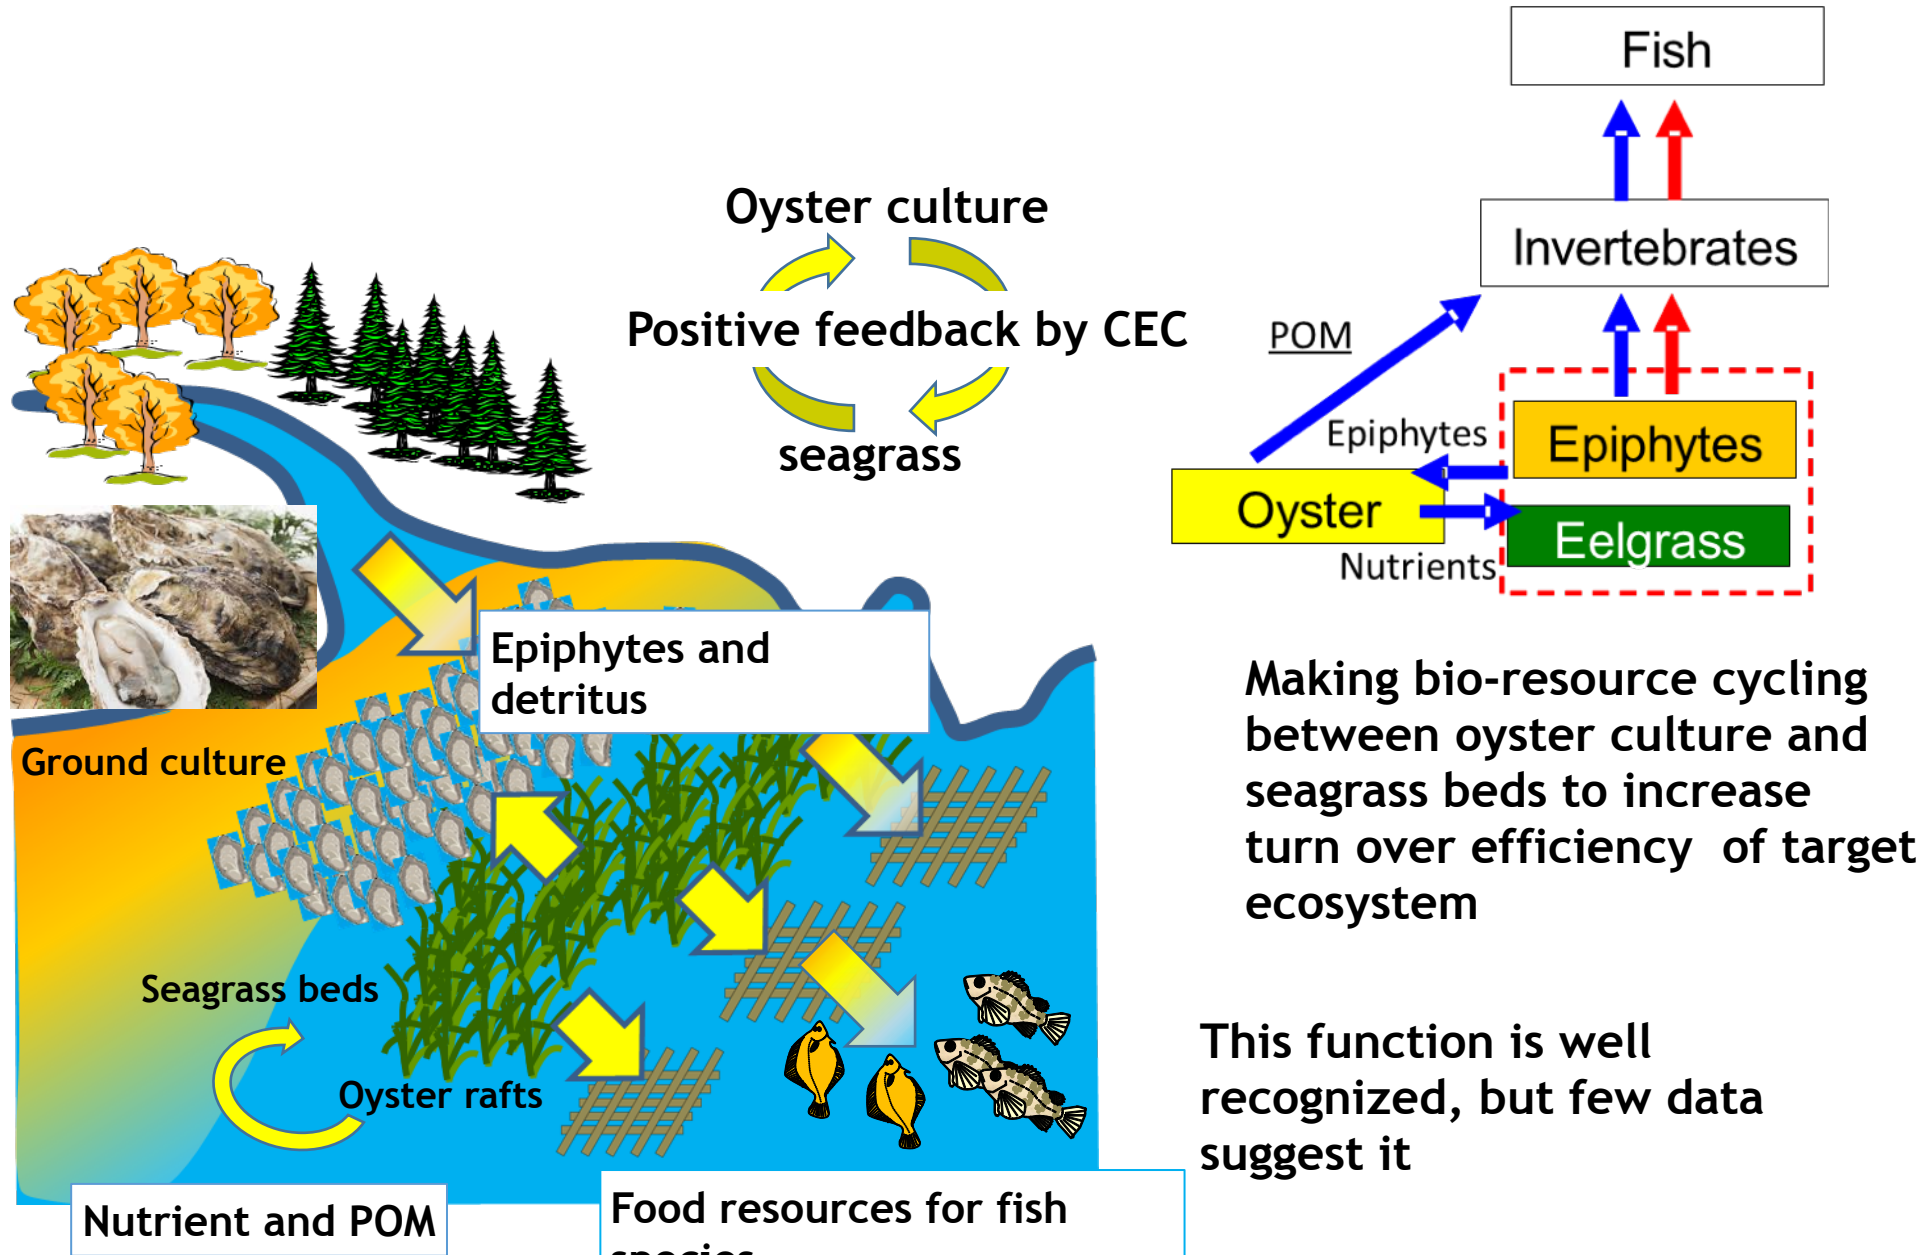 Fish
Oyster culture
Invertebrates
Positive feedback by CEC
POM
Epiphytes
Epiphytes
seagrass
Oyster
Eelgrass
Nutrients
Epiphytes and
detritus
Making bio-resource cycling
between oyster culture and
seagrass beds to increase
turn over efficiency of target
ecosystem
Ground culture
Seagrass beds
Oyster rafts
This function is well
recognized, but few data
suggest it
Nutrient and POM
Food resources for fish
species